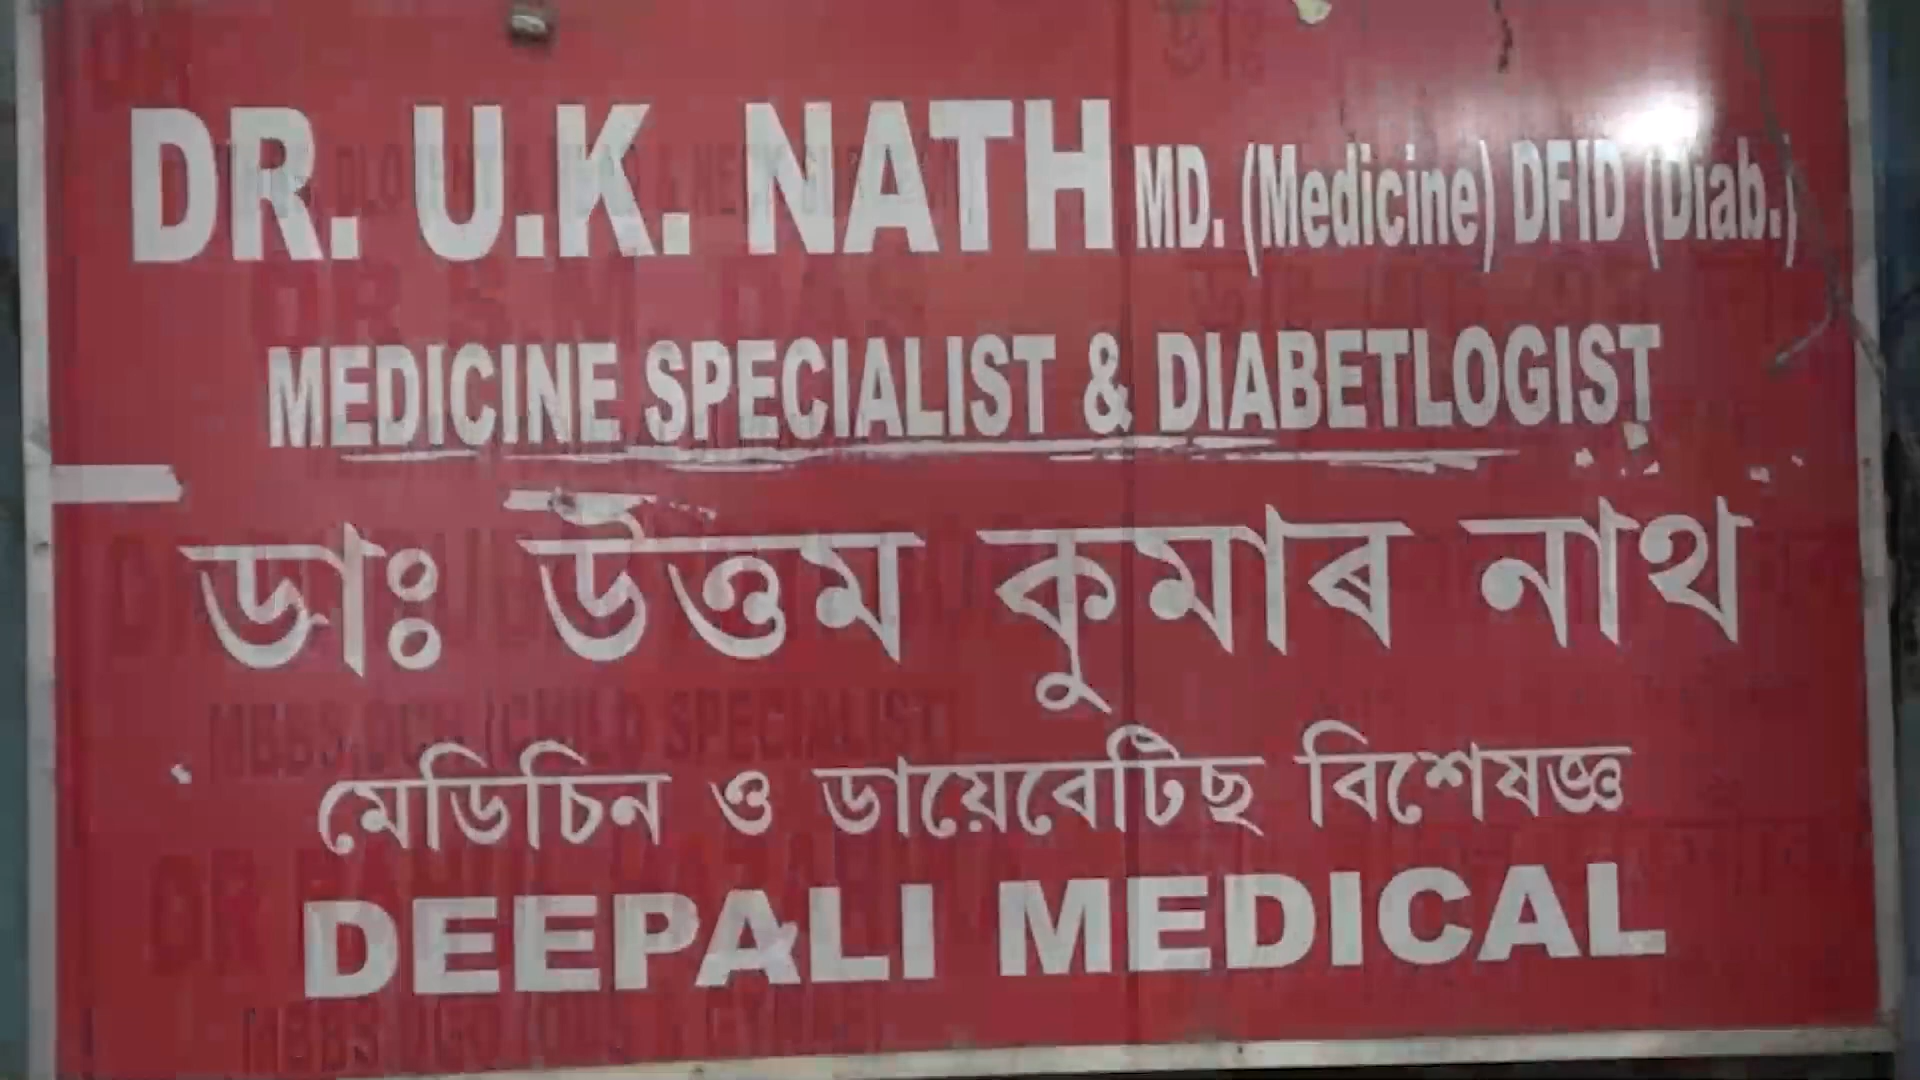 DR. U.K. NATH MD. (Medicine) DFID (Diab.)
MEDICINE SPECIALIST & DIABETLOGIST
ডাঃ উত্তম কুমাৰ নাথ
মেডিচিন ও ডায়েবেটিছ বিশেষজ্ঞ
DEEPALI MEDICAL